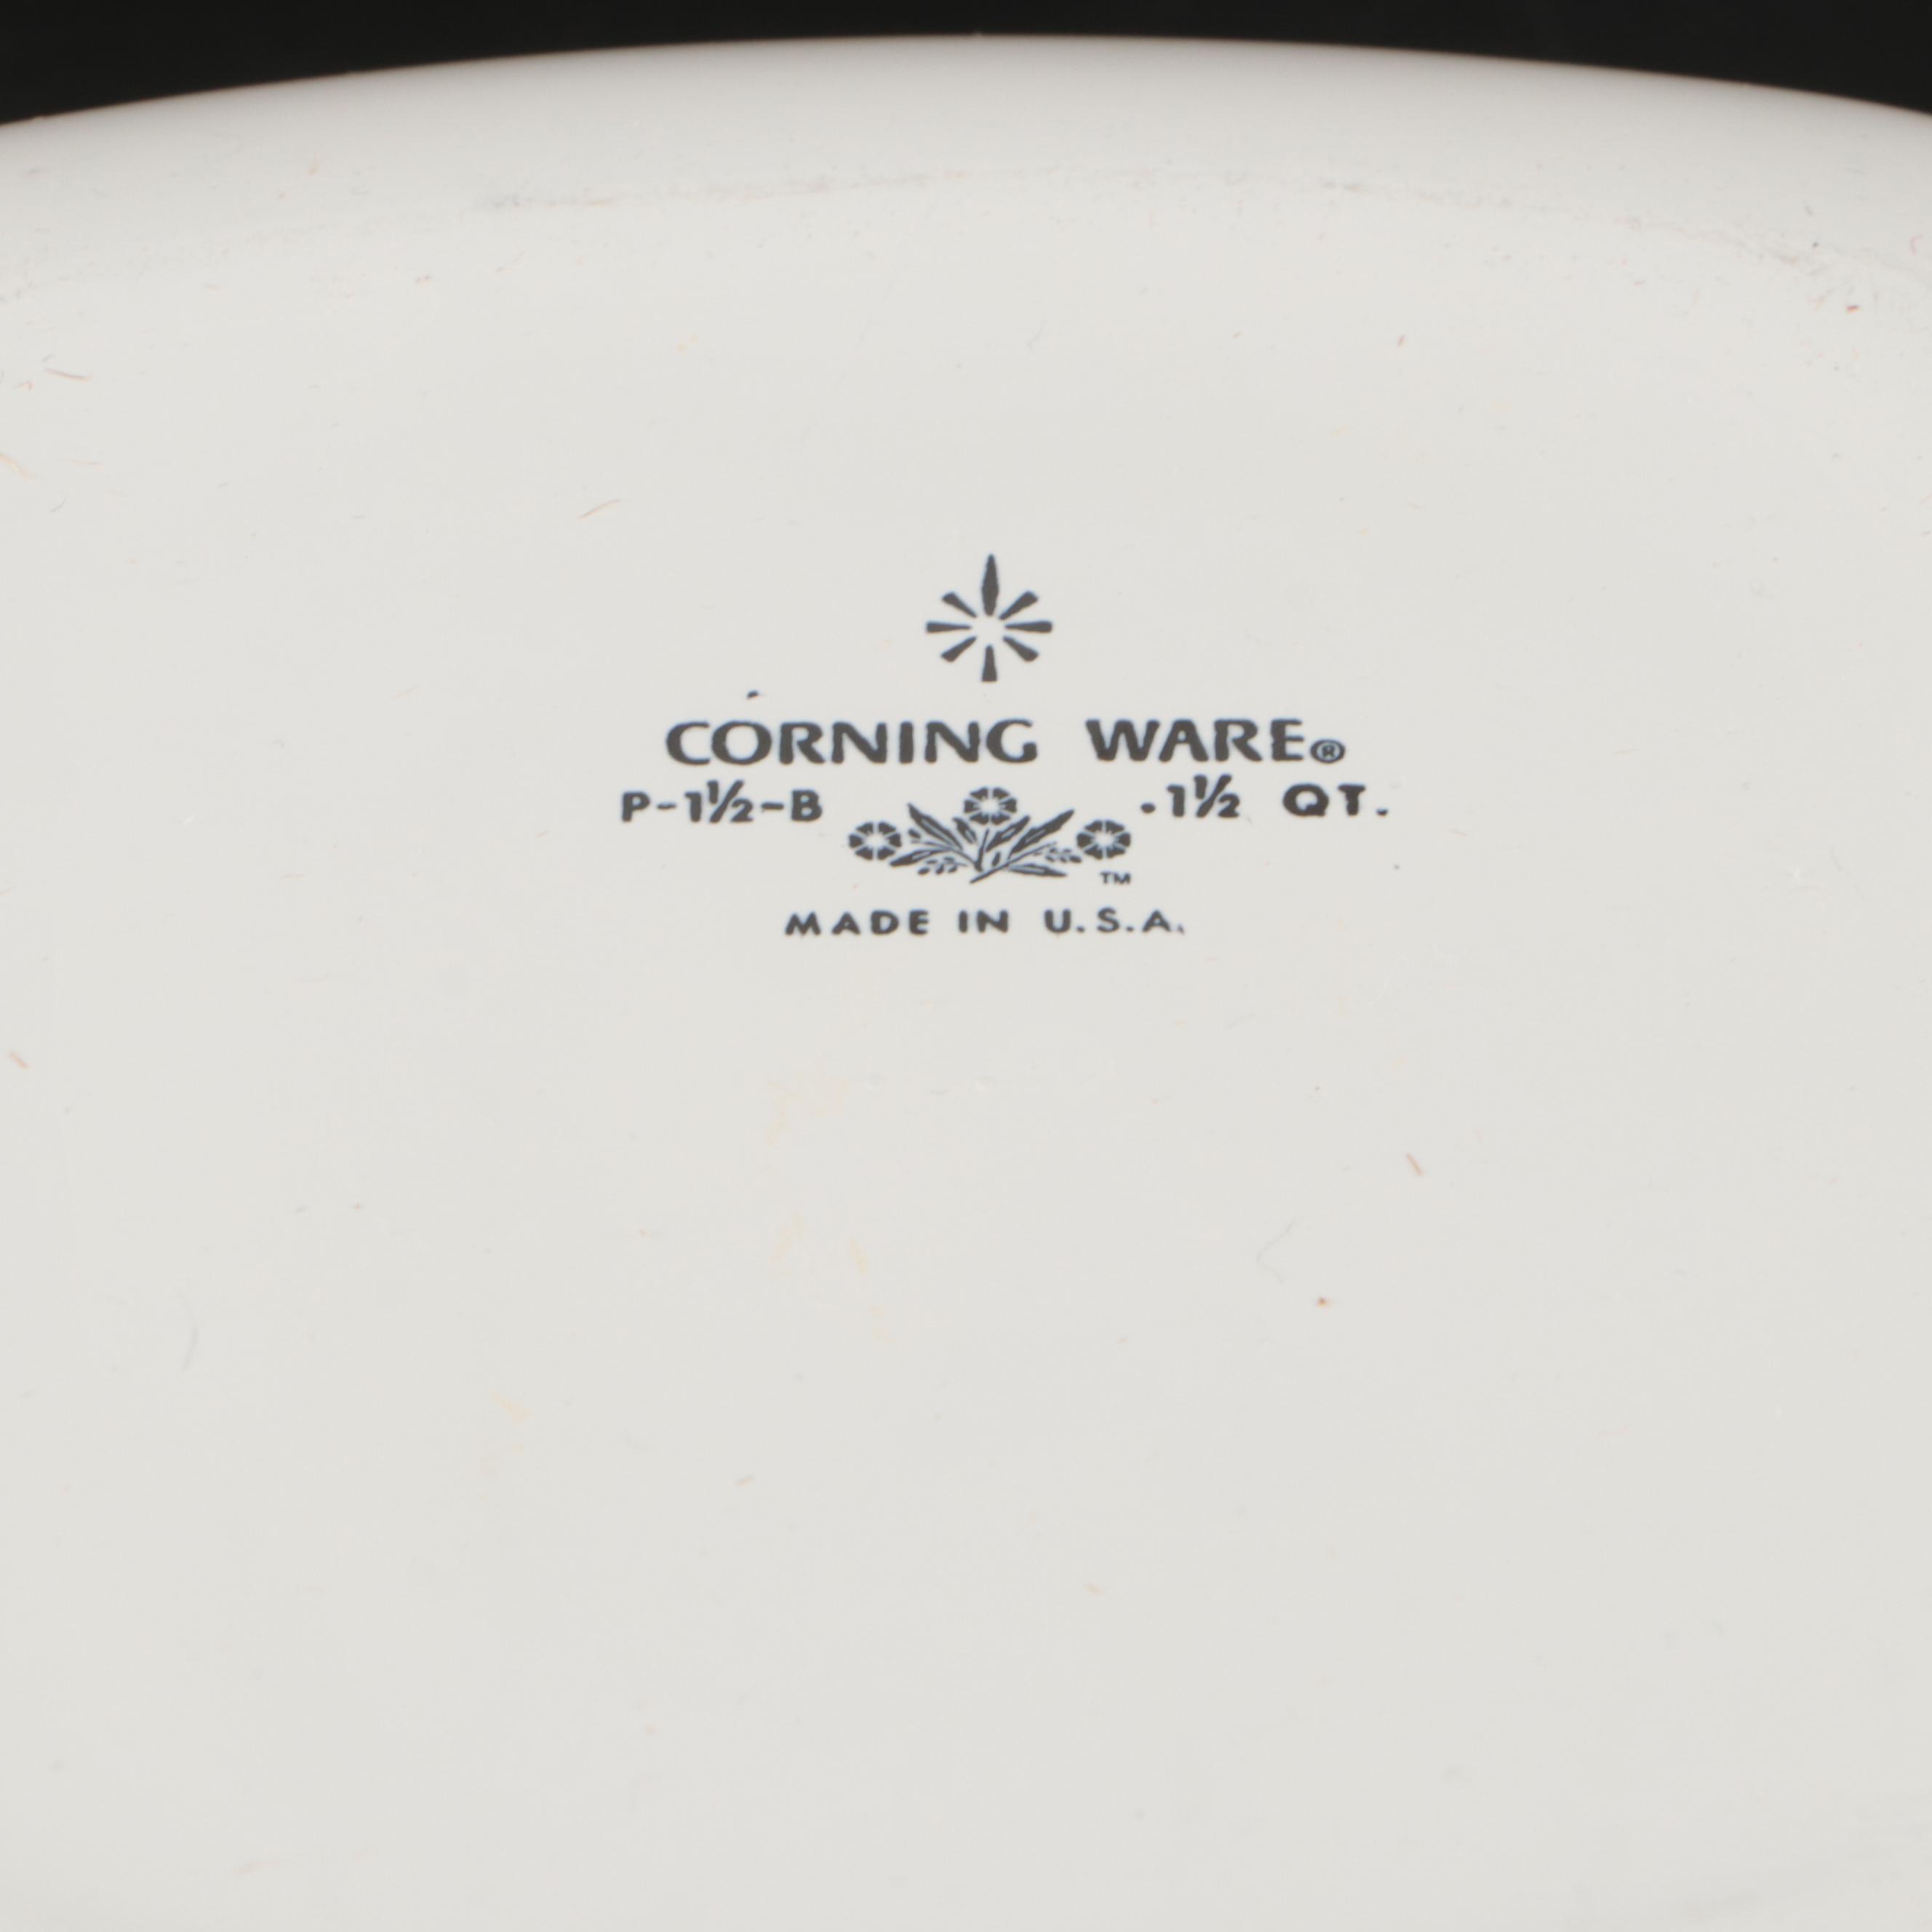 CORNING WARE®
P-1½-B .1½ QT.
TM
MADE IN U.S.A.